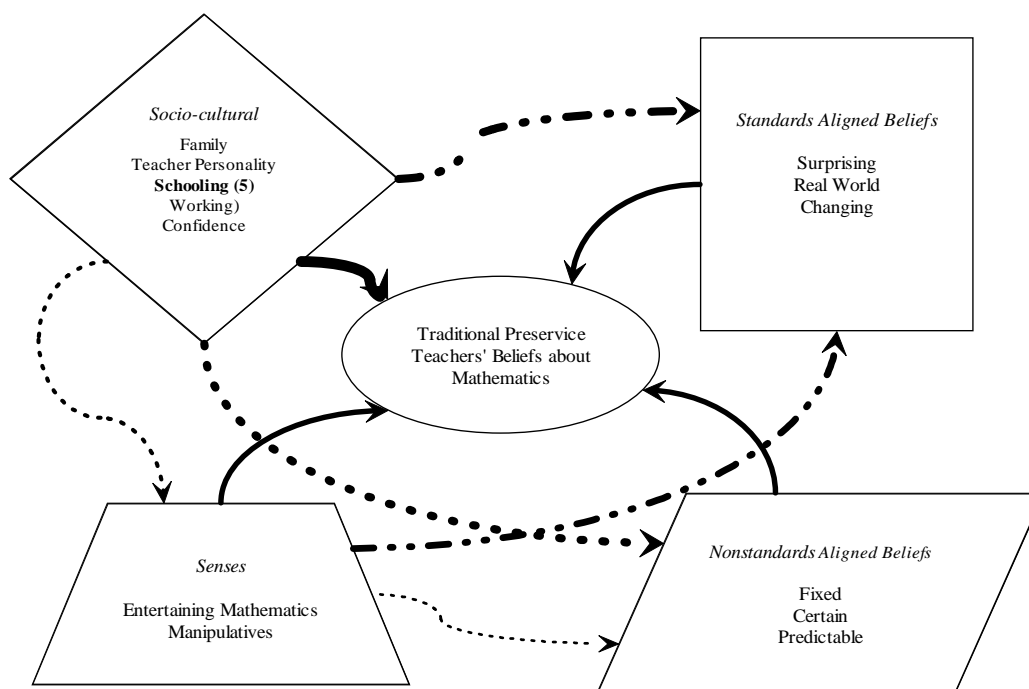 Socio-cultural
Family
Teacher Personality
Schooling (5)
Working)
Confidence
Standards Aligned Beliefs
Surprising
Real World
Changing
Traditional Preservice
Teachers' Beliefs about
Mathematics
Senses
Entertaining Mathematics
Manipulatives
Nonstandards Aligned Beliefs
Fixed
Certain
Predictable